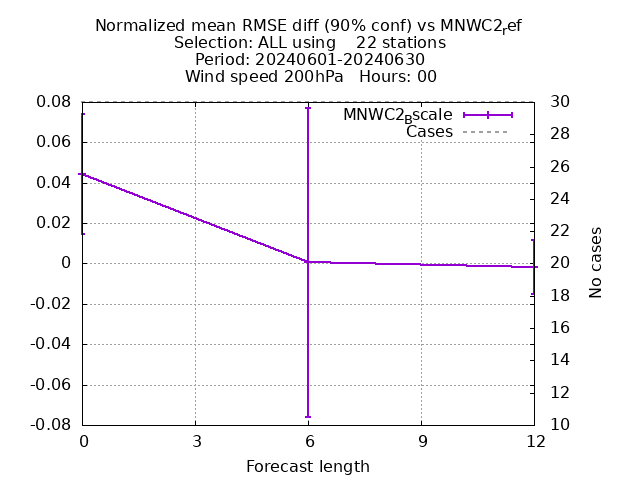 Normalized mean RMSE diff (90% conf) vs MNWC2ref
Selection: ALL using    22 stations
Period: 20240601-20240630
Wind speed 200hPa   Hours: 00
MNWC2Bscale
Cases
0.08
0.06
0.04
0.02
0
-0.02
-0.04
-0.06
-0.08
30
28
26
24
22
20
18
16
14
12
10
No cases
0 3 6 9 12
Forecast length